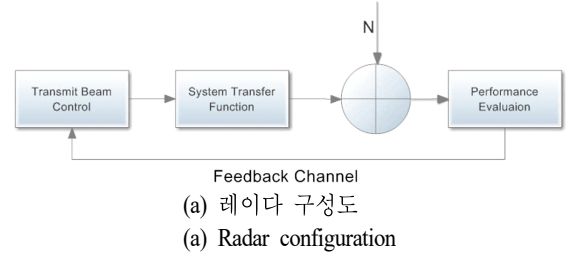 N
Transmit Beam
Control
System Transfer
Function
Performance
Evaluaion
Feedback Channel
(a) 레이다 구성도
(a) Radar configuration